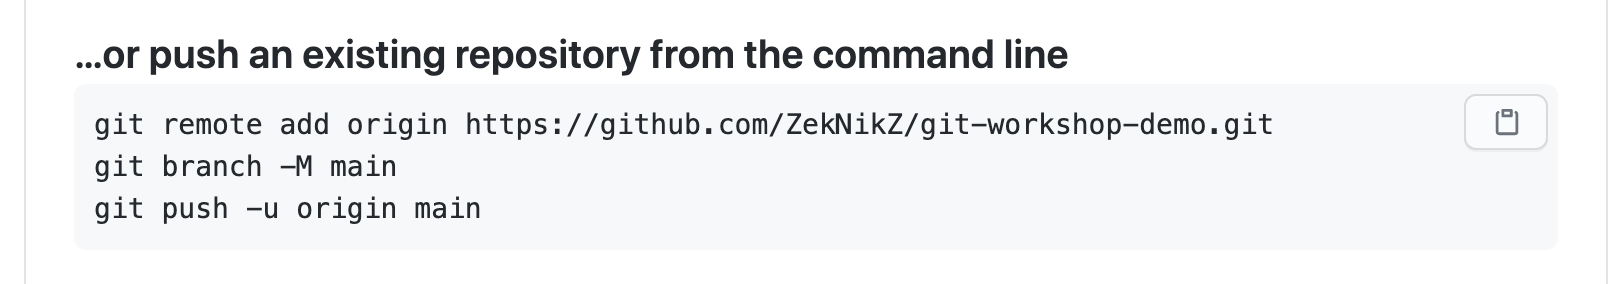 ...or push an existing repository from the command line
git remote add origin https://github.com/ZekNikZ/git-workshop-demo.git
git branch -M main
git push -u origin main